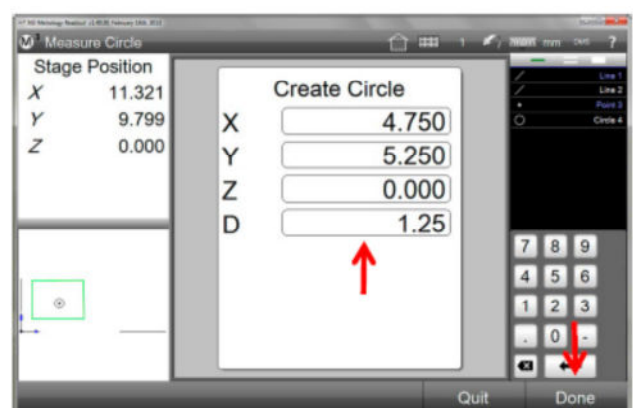 M3 Measure Circle
1
mm
?
Stage Position
X 11.321
Y 9.799
Z 0.000
Create Circle
X 4.750
Y 5.250
Z 0.000
D 1.25
Line 1
Line 2
Point 3
Circle 4
7 8 9
4 5 6
1 2 3
. 0 -
Quit
Done